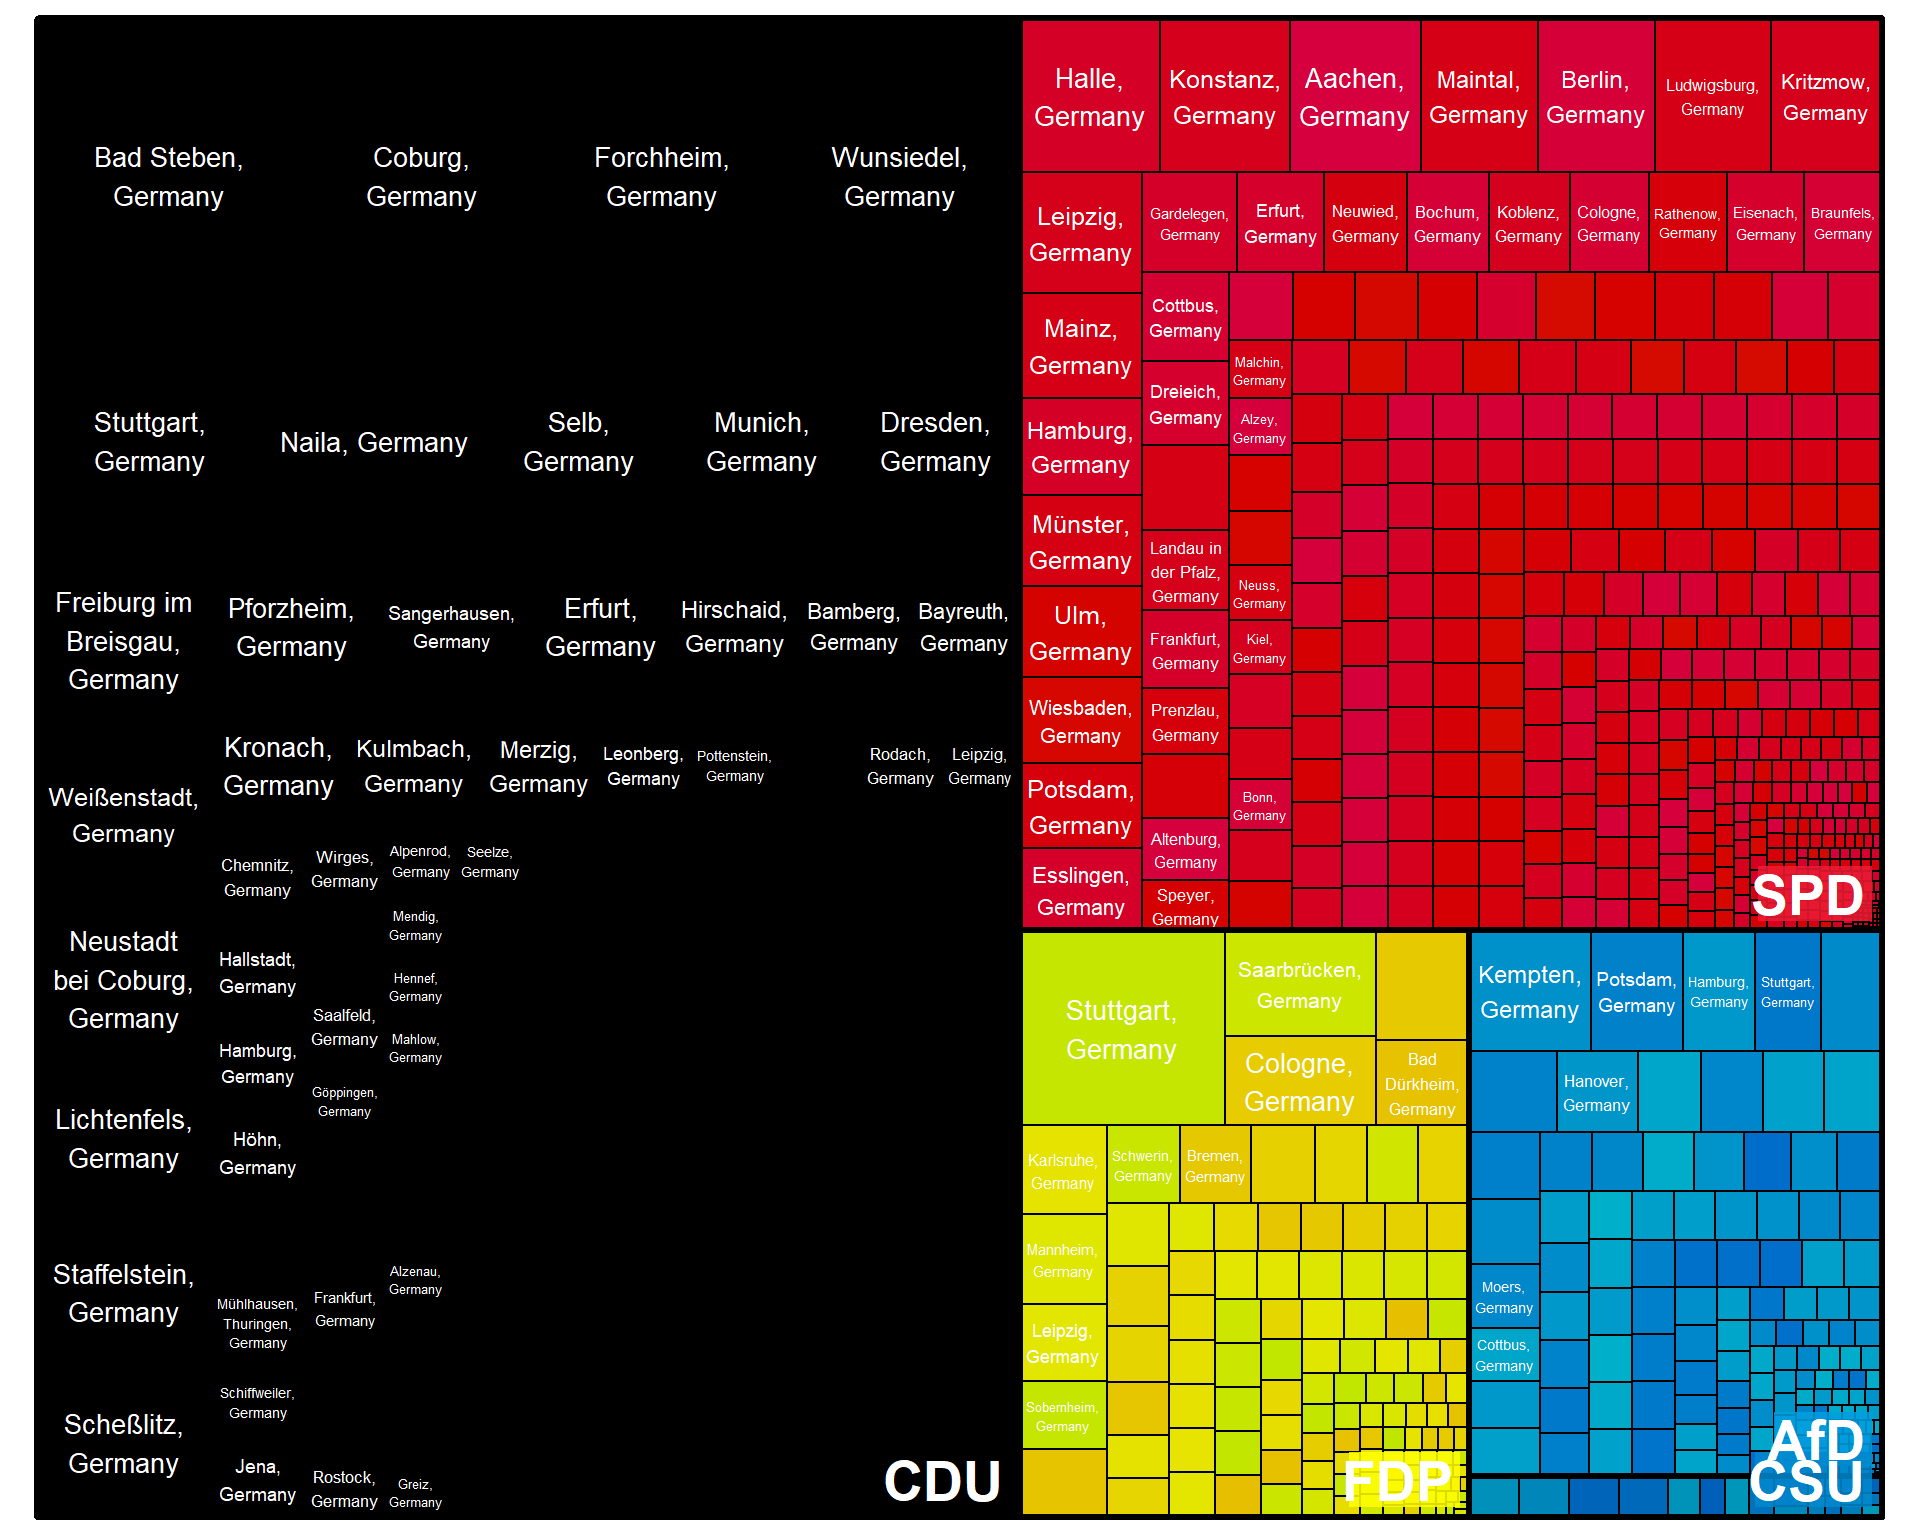 Bad Steben,
Germany
Coburg,
Germany
Forchheim,
Germany
Wunsiedel,
Germany
Stuttgart,
Germany
Naila, Germany
Selb,
Germany
Munich,
Germany
Dresden,
Germany
Freiburg im
Breisgau,
Germany
Pforzheim,
Germany
Sangerhausen,
Germany
Erfurt,
Germany
Hirschaid,
Germany
Bamberg,
Germany
Bayreuth,
Germany
Weißenstadt,
Germany
Kronach,
Germany
Kulmbach,
Germany
Merzig,
Germany
Leonberg,
Germany
Pottenstein,
Germany
Rodach,
Germany
Leipzig,
Germany
Chemnitz,
Germany
Wirges,
Germany
Alpenrod,
Germany
Seelze,
Germany
Mendig,
Germany
Neustadt
bei Coburg,
Germany
Hallstadt,
Germany
Hennef,
Germany
Saalfeld,
Germany
Mahlow,
Germany
Hamburg,
Germany
Göppingen,
Germany
Lichtenfels,
Germany
Höhn,
Germany
Staffelstein,
Germany
Mühlhausen,
Thuringen,
Germany
Frankfurt,
Germany
Alzenau,
Germany
Schiffweiler,
Germany
Scheßlitz,
Germany
Jena,
Germany
Rostock,
Germany
Greiz,
Germany
CDU
Halle,
Germany
Konstanz,
Germany
Aachen,
Germany
Maintal,
Germany
Berlin,
Germany
Ludwigsburg,
Germany
Kritzmow,
Germany
Leipzig,
Germany
Gardelegen,
Germany
Erfurt,
Germany
Neuwied,
Germany
Bochum,
Germany
Koblenz,
Germany
Cologne,
Germany
Rathenow,
Germany
Eisenach,
Germany
Braunfels,
Germany
Mainz,
Germany
Cottbus,
Germany
Malchin,
Germany
Dreieich,
Germany
Alzey,
Germany
Hamburg,
Germany
Münster,
Germany
Landau in
der Pfalz,
Germany
Neuss,
Germany
Ulm,
Germany
Frankfurt,
Germany
Kiel,
Germany
Wiesbaden,
Germany
Prenzlau,
Germany
Potsdam,
Germany
Bonn,
Germany
Altenburg,
Germany
Esslingen,
Germany
Speyer,
Germany
SPD
Stuttgart,
Germany
Saarbrücken,
Germany
Cologne,
Germany
Bad
Dürkheim,
Germany
Karlsruhe,
Germany
Schwerin,
Germany
Bremen,
Germany
Mannheim,
Germany
Leipzig,
Germany
Sobernheim,
Germany
FDP
Kempten,
Germany
Potsdam,
Germany
Hamburg,
Germany
Stuttgart,
Germany
Hanover,
Germany
Moers,
Germany
Cottbus,
Germany
AfD
CSU